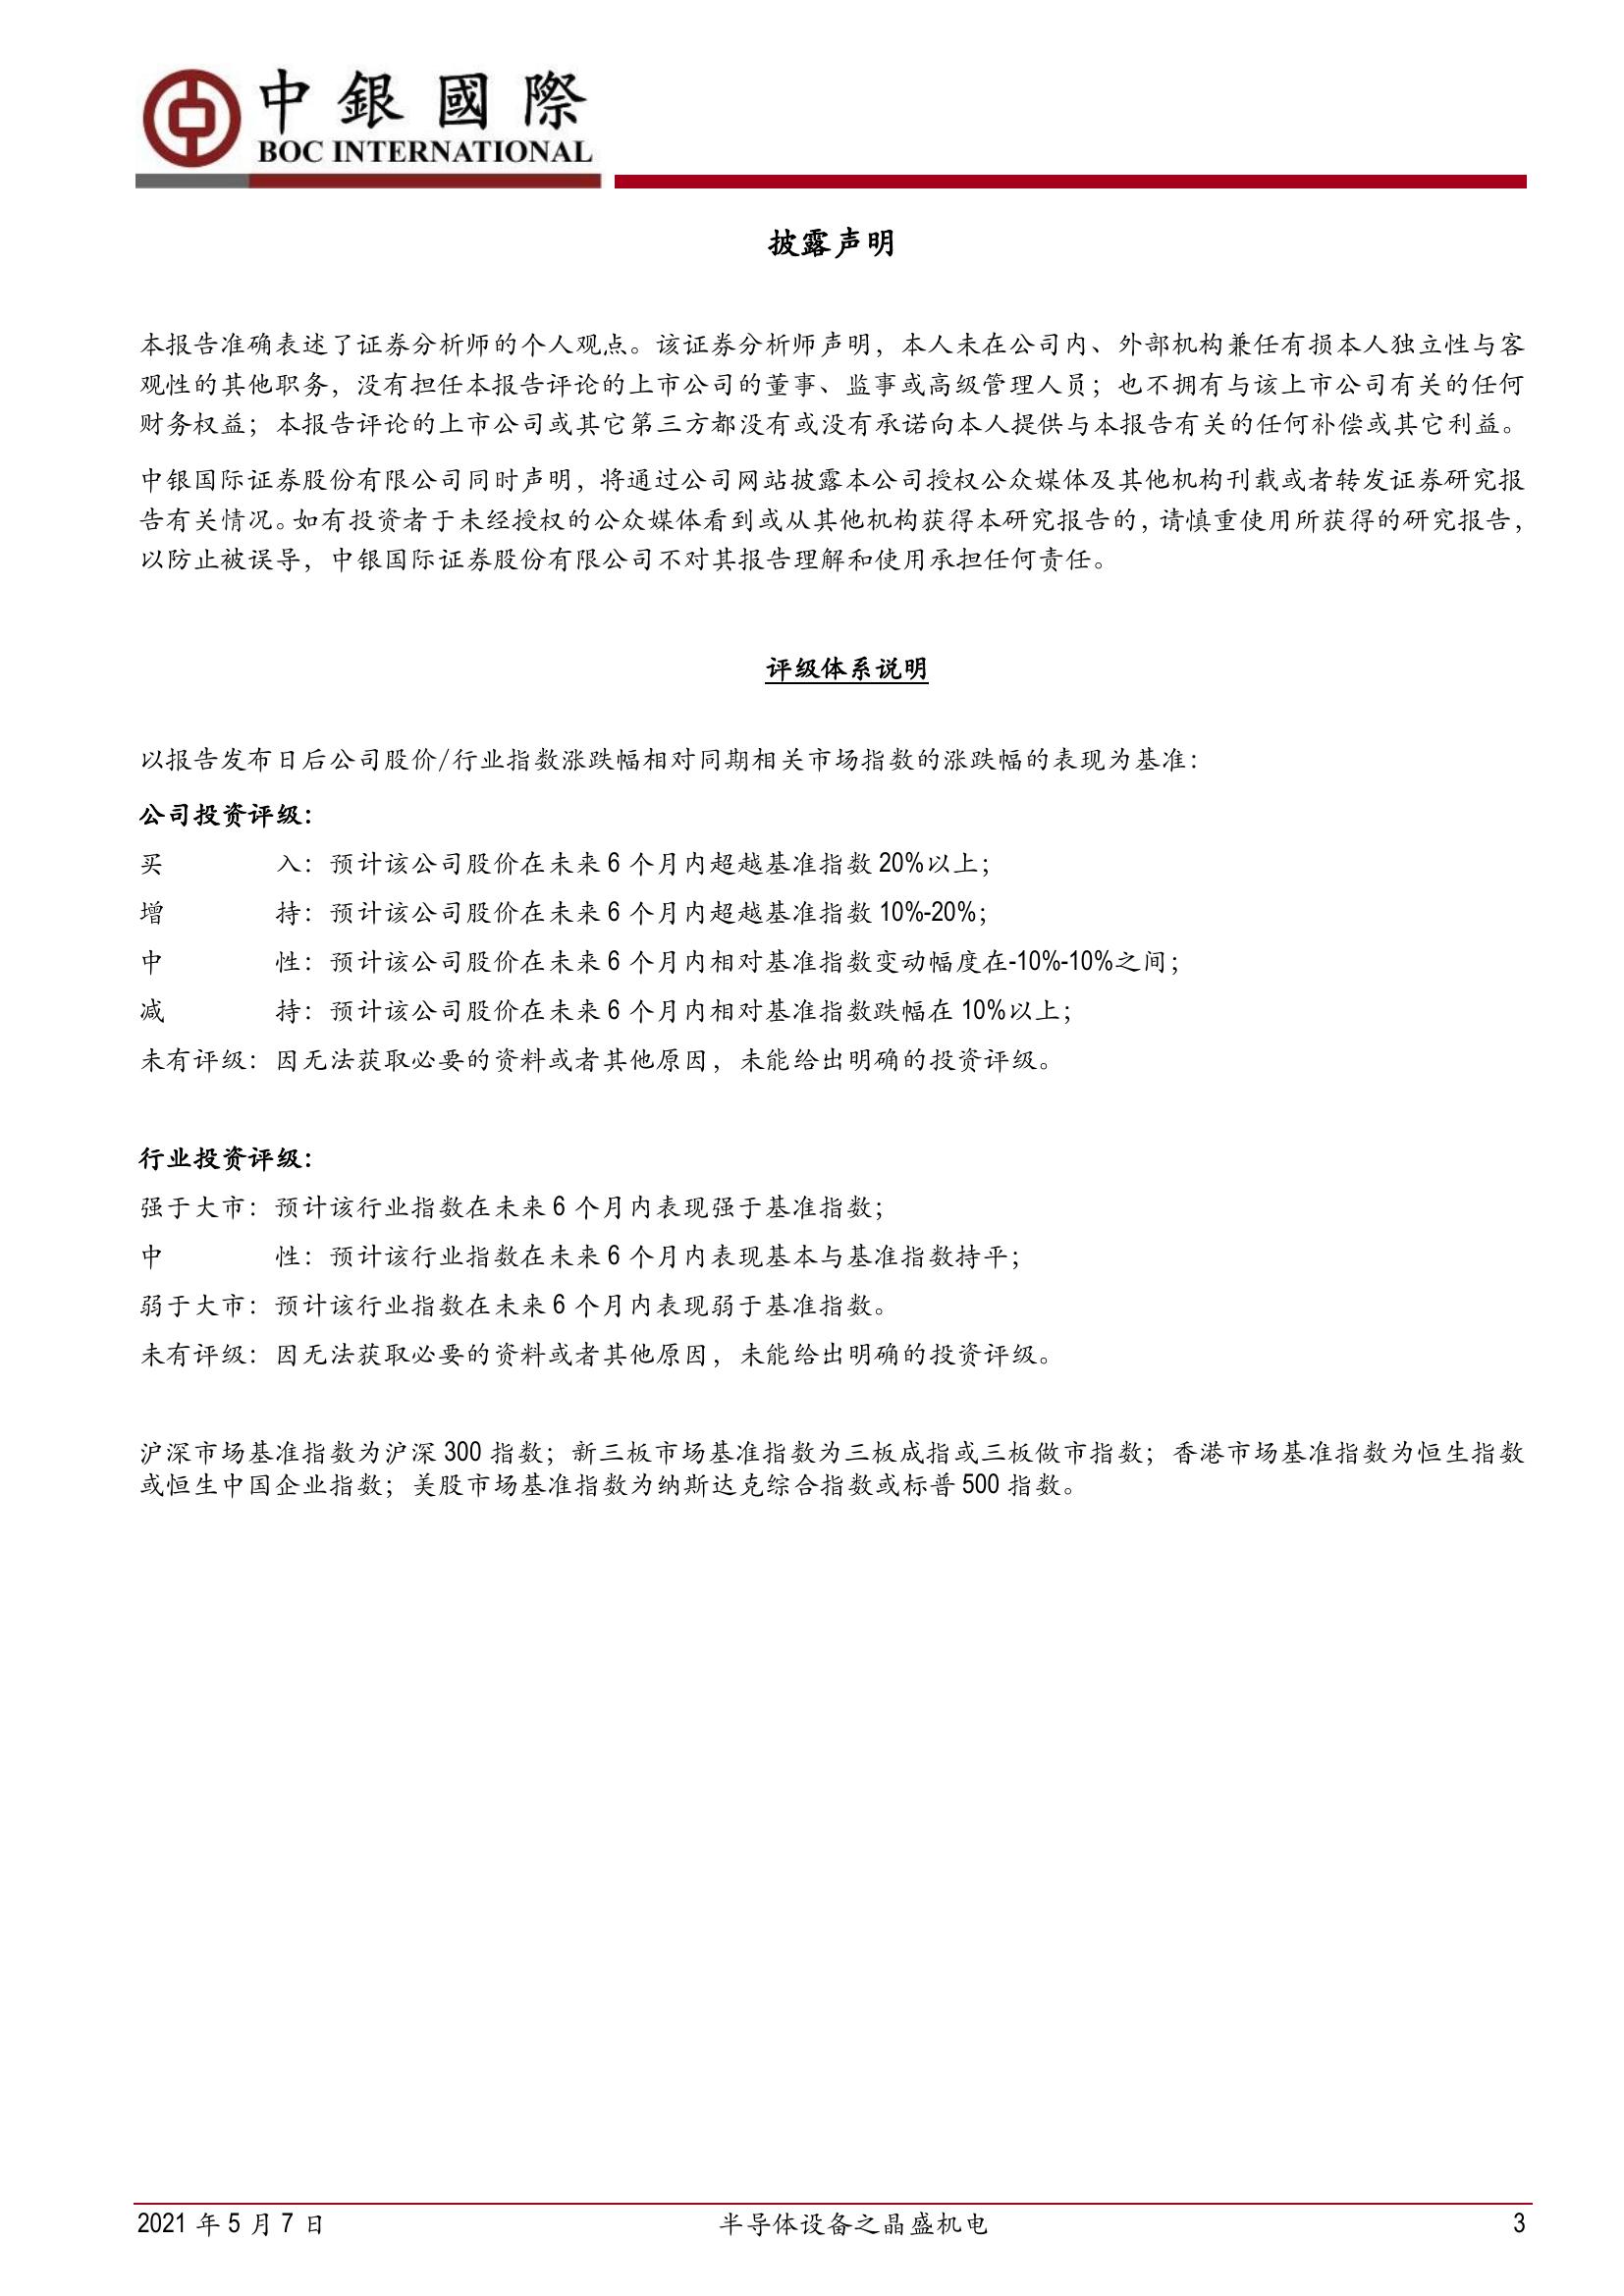 中銀國際
BOC INTERNATIONAL
披露声明
本报告准确表述了证券分析师的个人观点。该证券分析师声明，本人未在公司内、外部机构兼任有损本人独立性与客
观性的其他职务，没有担任本报告评论的上市公司的董事、监事或高级管理人员；也不拥有与该上市公司有关的任何
财务权益；本报告评论的上市公司或其它第三方都没有或没有承诺向本人提供与本报告有关的任何补偿或其它利益。
中银国际证券股份有限公司同时声明，将通过公司网站披露本公司授权公众媒体及其他机构刊载或者转发证券研究报
告有关情况。如有投资者于未经授权的公众媒体看到或从其他机构获得本研究报告的，请慎重使用所获得的研究报告，
以防止被误导，中银国际证券股份有限公司不对其报告理解和使用承担任何责任。
评级体系说明
以报告发布日后公司股价/行业指数涨跌幅相对同期相关市场指数的涨跌幅的表现为基准：
公司投资评级：
买 入：预计该公司股价在未来 6 个月内超越基准指数 20%以上；
增 持：预计该公司股价在未来 6 个月内超越基准指数 10%-20%；
中 性：预计该公司股价在未来 6 个月内相对基准指数变动幅度在-10%-10%之间；
减 持：预计该公司股价在未来 6 个月内相对基准指数跌幅在 10%以上；
未有评级：因无法获取必要的资料或者其他原因，未能给出明确的投资评级。
行业投资评级：
强于大市：预计该行业指数在未来 6 个月内表现强于基准指数；
中 性：预计该行业指数在未来 6 个月内表现基本与基准指数持平；
弱于大市：预计该行业指数在未来 6 个月内表现弱于基准指数。
未有评级：因无法获取必要的资料或者其他原因，未能给出明确的投资评级。
沪深市场基准指数为沪深 300 指数；新三板市场基准指数为三板成指或三板做市指数；香港市场基准指数为恒生指数
或恒生中国企业指数；美股市场基准指数为纳斯达克综合指数或标普 500 指数。
2021 年 5 月 7 日 半导体设备之晶盛机电 3